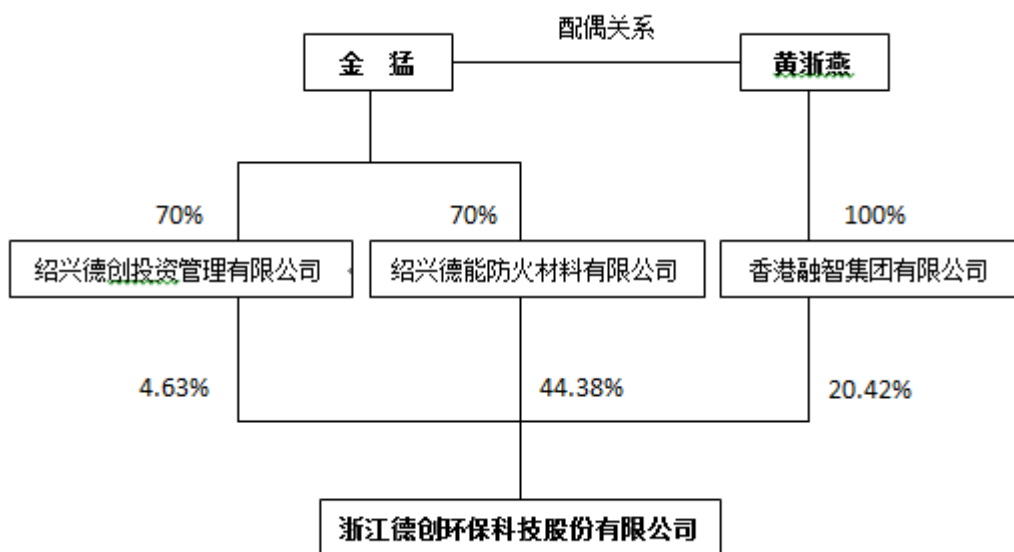 配偶关系
金 猛
黄浙燕
70%
70%
100%
绍兴德创投资管理有限公司
绍兴德能防火材料有限公司
香港融智集团有限公司
4.63%
44.38%
20.42%
浙江德创环保科技股份有限公司